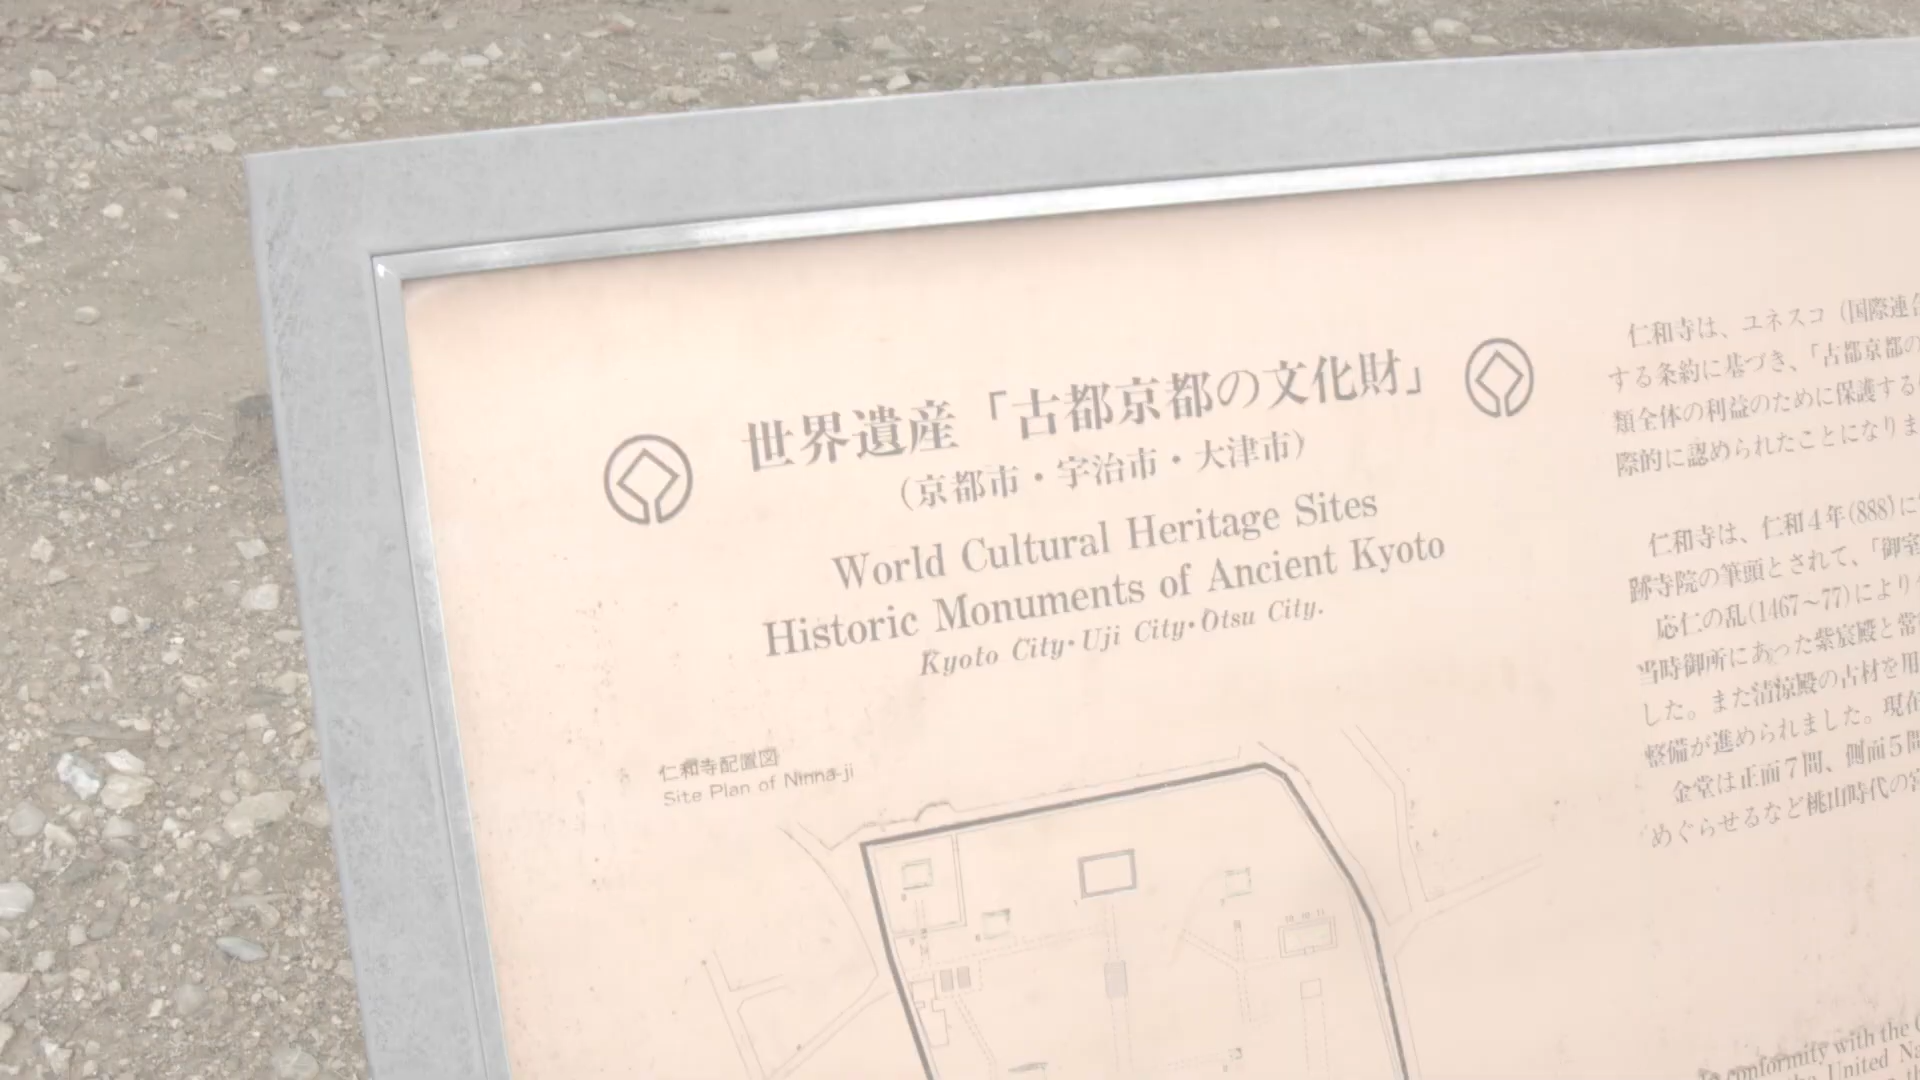 世界遺産「古都京都の文化財」
（京都市・宇治市・大津市）
World Cultural Heritage Sites
Historic Monuments of Ancient Kyoto
Kyoto City・Uji City・Otsu City.
仁和寺配置図
Site Plan of Ninna-ji
仁和寺は、ユネスコ（国際連合
する条約に基づき、「古都京都の
類全体の利益のために保護する
際的に認められたことになりま
仁和寺は、仁和４年(888)に
跡寺院の筆頭とされて、「御室
応仁の乱(1467～77)により
当時御所にあった紫宸殿と常
した。また清涼殿の古材を用
整備が進められました。現在
金堂は正面７間、側面５間
めぐらせるなど桃山時代の宮
conformity with the
the United Na